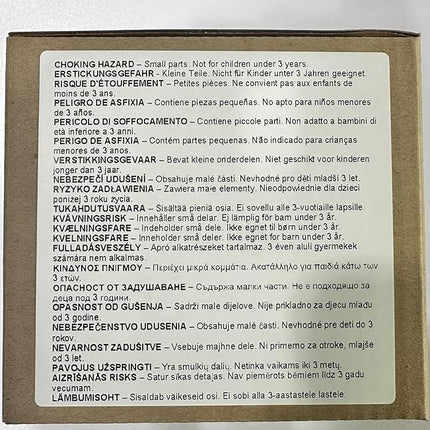 CHOKING HAZARD – Small parts. Not for children under 3 years.
ERSTICKUNGSGEFAHR - Kleine Teile. Nicht für Kinder unter 3 Jahren geeignet.
RISQUE D'ÉTOUFFEMENT – Petites pièces. Ne convient pas aux enfants de
moins de 3 ans.
PELIGRO DE ASFIXIA – Contiene piezas pequeñas. No apto para niños menores
de 3 años.
PERICOLO DI SOFFOCAMENTO – Contiene piccole parti. Non adatto a bambini di
età inferiore a 3 anni.
PERIGO DE ASFIXIA – Contém partes pequenas. Não indicado para crianças
menores de 3 anos.
VERSTIKKINGSGEVAAR – Bevat kleine onderdelen. Niet geschikt voor kinderen
jonger dan 3 jaar.
NEBEZPEČÍ UDUŠENÍ – Obsahuje malé části. Nevhodné pro děti mladší 3 let.
RYZYKO ZADŁAWIENIA – Zawiera małe elementy. Nieodpowiednie dla dzieci
poniżej 3 roku życia.
TUKAHDUTUSVAARA – Sisältää pieniä osia. Ei sovellu alle 3-vuotiaille lapsille.
KVÄVNINGSRISK – Innehåller små delar. Ej lämplig för barn under 3 år.
KVÆLNINGSFARE – Indeholder små dele. Ikke egnet til børn under 3 år.
KVELNINGSFARE – Inneholder små deler. Ikke egnet for barn under 3 år.
FULLADÁSVESZÉLY – Apró alkatrészeket tartalmaz. 3 éven aluli gyermekek
számára nem alkalmas.
ΚΙΝΔΥΝΟΣ ΠΝΙΓΜΟΥ – Περιέχει μικρά κομμάτια. Ακατάλληλο για παιδιά κάτω των
3 ετών.
ОПАСНОСТ ОТ ЗАДУШАВАНЕ – Съдържа малки части. Не е подходящо за
деца под 3 години.
OPASNOST OD GUŠENJA – Sadrži male dijelove. Nije prikladno za djecu mlađu
od 3 godine.
NEBEZPEČENSTVO UDUSENIA – Obsahuje malé časti. Nevhodné pre deti do 3
rokov.
NEVARNOST ZADUŠITVE – Vsebuje majhne dele. Ni primerno za otroke, mlajše
od 3 let.
PAVOJUS UŽSPRINGTI – Yra smulkių dalių. Netinka vaikams iki 3 metų.
AIZRĪŠANĀS RISKS – Satur sīkas detaļas. Nav piemērots bērniem līdz 3 gadu
vecumam.
LÄMBUMISOHT – Sisaldab väikeseid osi. Ei sobi alla 3-aastastele lastele.